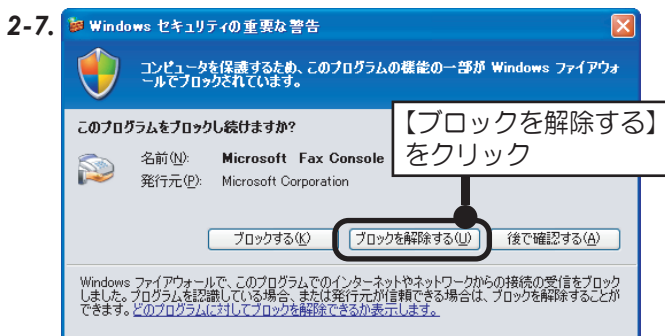 2-7.
Windows セキュリティの重要な警告
コンピュータを保護するため、このプログラムの機能の一部が Windows ファイアウォ
ールでブロックされています。
このプログラムをブロックし続けますか?
【ブロックを解除する】
をクリック
名前(N): Microsoft Fax Console
発行元(P): Microsoft Corporation
ブロックする(K) ブロックを解除する(U) 後で確認する(A)
Windows ファイアウォールで、このプログラムでのインターネットやネットワークからの接続の受信をブロック
しました。プログラムを認識している場合、または発行元が信頼できる場合は、ブロックを解除することが
できます。どのプログラムに対してブロックを解除できるか表示します。